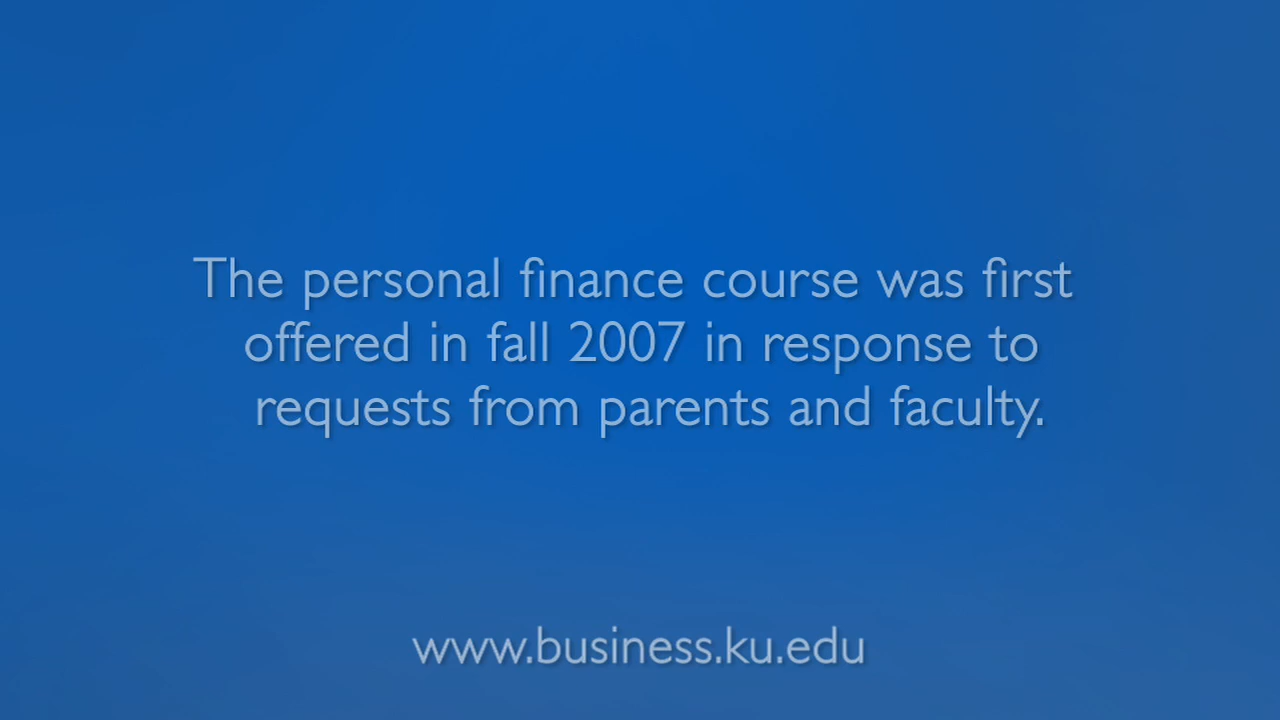 The personal finance course was first
offered in fall 2007 in response to
requests from parents and faculty.
www.business.ku.edu